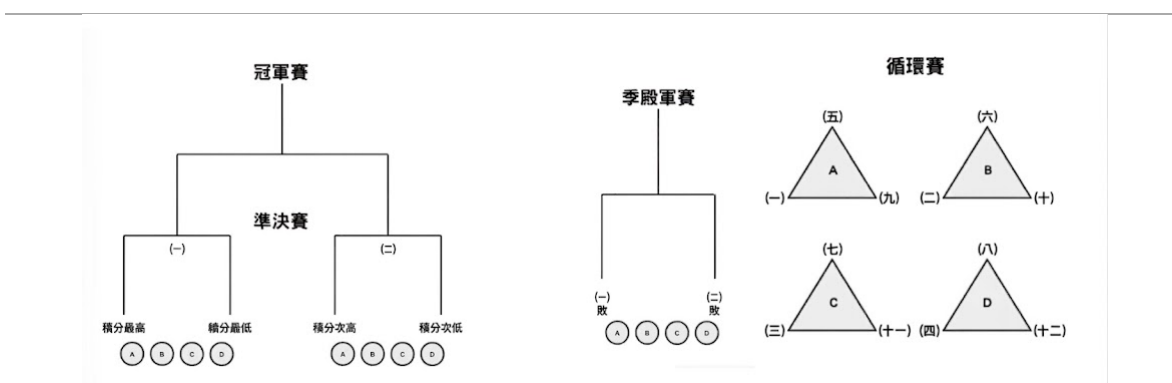 冠軍賽
準決賽
(一)
(二)
積分最高
積分最低
積分次高
積分次低
A B C D
A B C D
季殿軍賽
(一)
敗
(二)
敗
A B C D
循環賽
(五)
A
(一)
(九)
(六)
B
(二)
(十)
(七)
C
(三)
(十一)
(八)
D
(四)
(十二)